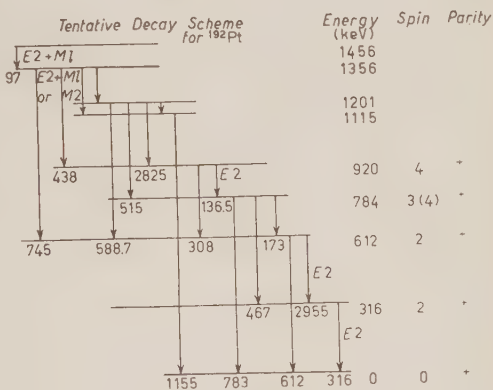 Tentative Decay Scheme for ¹⁹²Pt
Energy (keV) Spin Parity
E2+M1 1456
97 E2+M1 or M2 1356
1201
1115
438 2825 E2 920 4 +
515 136.5 784 3(4) +
745 588.7 308 173 612 2 +
E2
467 2955 316 2 +
E2
1155 783 612 316 0 0 +